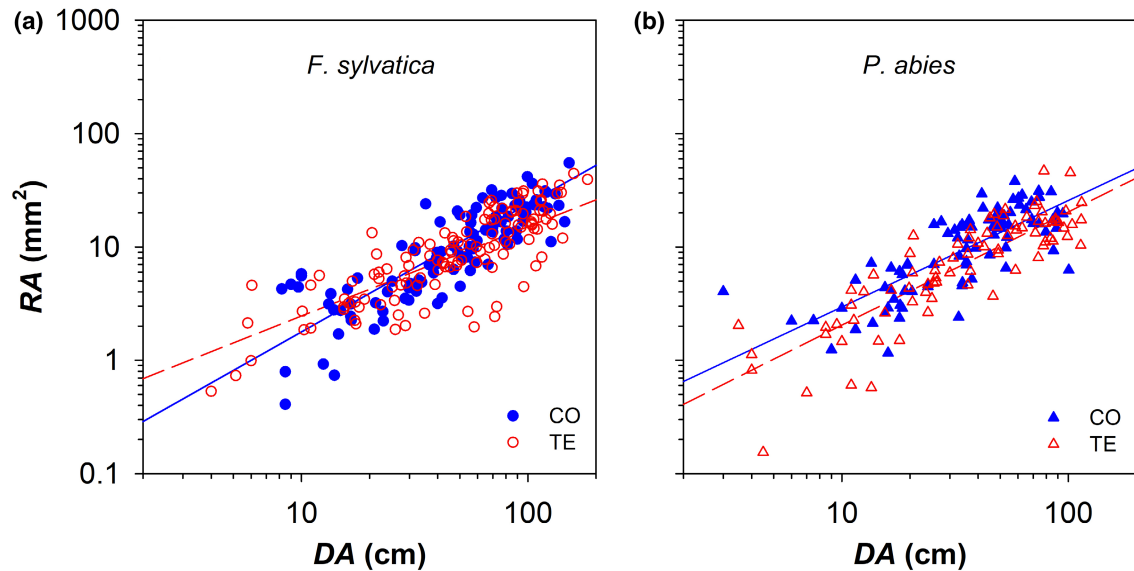 (a)
F. sylvatica
RA (mm²)
1000
100
10
1
0.1
CO
TE
10
100
DA (cm)
(b)
P. abies
CO
TE
10
100
DA (cm)